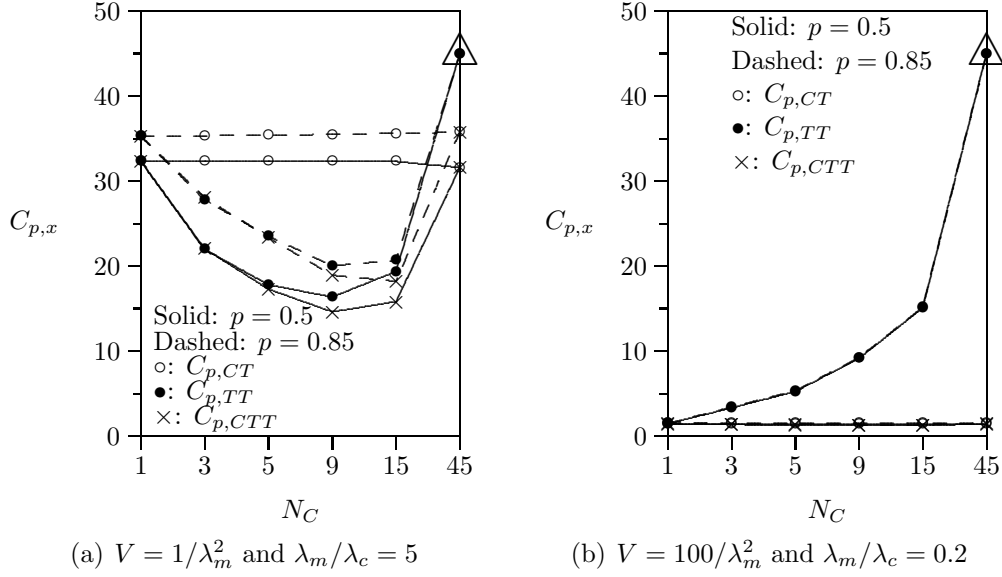 50
40
30
20
10
0
C_{p,x}
1 3 5 9 15 45
N_C
Solid: p = 0.5
Dashed: p = 0.85
○: C_{p,CT}
●: C_{p,TT}
×: C_{p,CTT}
(a) V = 1/λ_m^2 and λ_m/λ_c = 5
50
40
30
20
10
0
C_{p,x}
1 3 5 9 15 45
N_C
Solid: p = 0.5
Dashed: p = 0.85
○: C_{p,CT}
●: C_{p,TT}
×: C_{p,CTT}
(b) V = 100/λ_m^2 and λ_m/λ_c = 0.2